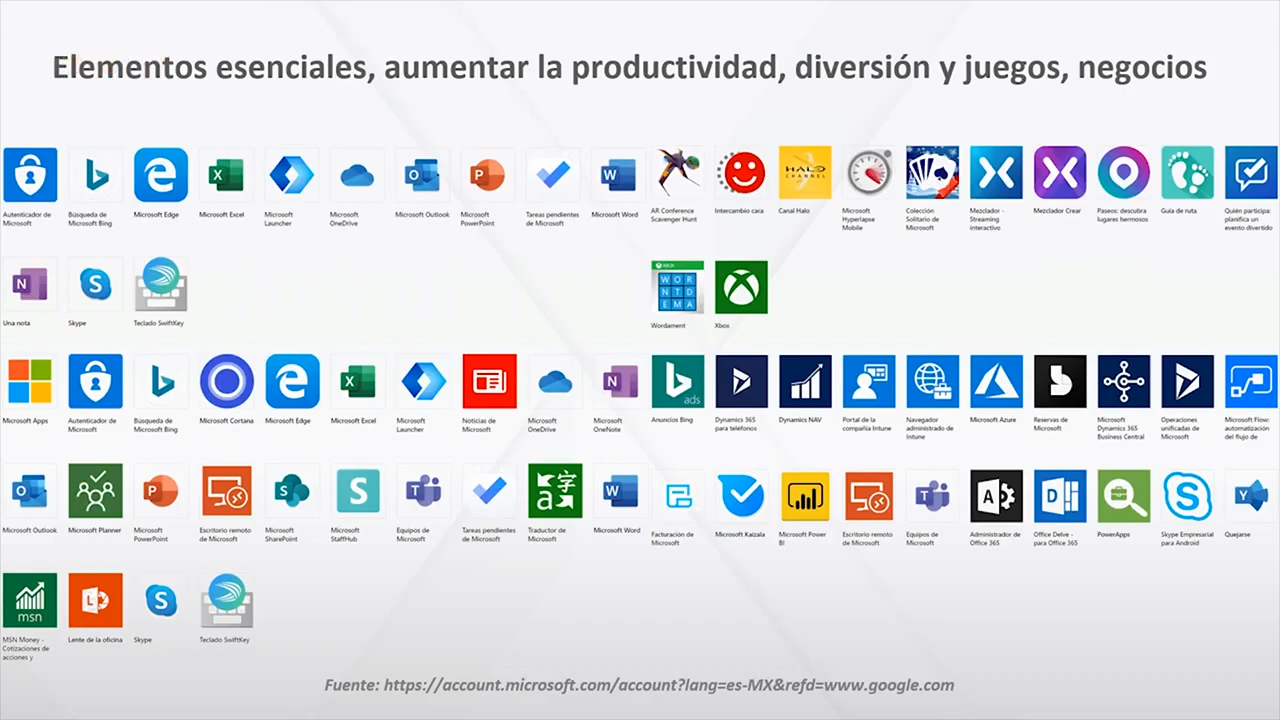 Elementos esenciales, aumentar la productividad, diversión y juegos, negocios
Autenticador de
Microsoft
Búsqueda de
Microsoft Bing
Microsoft Edge
Microsoft Excel
Microsoft
Launcher
Microsoft
OneDrive
Microsoft Outlook
Microsoft
PowerPoint
Tareas pendientes
de Microsoft
Microsoft Word
AR Conference
Scavenger Hunt
Intercambio cara
HALO
CHANNEL
Canal Halo
Microsoft
Hyperlapse
Mobile
Colección
Solitario de
Microsoft
Mezclador -
Streaming
interactivo
Mezclador Crear
Paseos: descubra
lugares hermosos
Guía de ruta
Quién participa:
planifica un
evento divertido
Una nota
Skype
Teclado SwiftKey
XBOX
W O R
N T D
E M A
Wordament
Xbox
Microsoft Apps
Autenticador de
Microsoft
Búsqueda de
Microsoft Bing
Microsoft Cortana
Microsoft Edge
Microsoft Excel
Microsoft
Launcher
Noticias de
Microsoft
Microsoft
OneDrive
Microsoft
OneNote
ads
Anuncios Bing
Dynamics 365
para teléfonos
Dynamics NAV
Portal de la
compañía Intune
Navegador
administrado de
Intune
Microsoft Azure
Reservas de
Microsoft
Microsoft
Dynamics 365
Business Central
Operaciones
unificadas de
Microsoft
Microsoft Flow:
automatización
del flujo de
Microsoft Outlook
Microsoft Planner
Microsoft
PowerPoint
Escritorio remoto
de Microsoft
Microsoft
SharePoint
Microsoft
StaffHub
Equipos de
Microsoft
Tareas pendientes
de Microsoft
a字
Traductor de
Microsoft
Microsoft Word
Facturación de
Microsoft
Microsoft Kaizala
Microsoft Power
BI
Escritorio remoto
de Microsoft
Equipos de
Microsoft
Administrador de
Office 365
Office Delve -
para Office 365
PowerApps
Skype Empresarial
para Android
Quejarse
msn
MSN Money -
Cotizaciones de
acciones y
Lente de la oficina
Skype
Teclado SwiftKey
Fuente: https://account.microsoft.com/account?lang=es-MX&refd=www.google.com